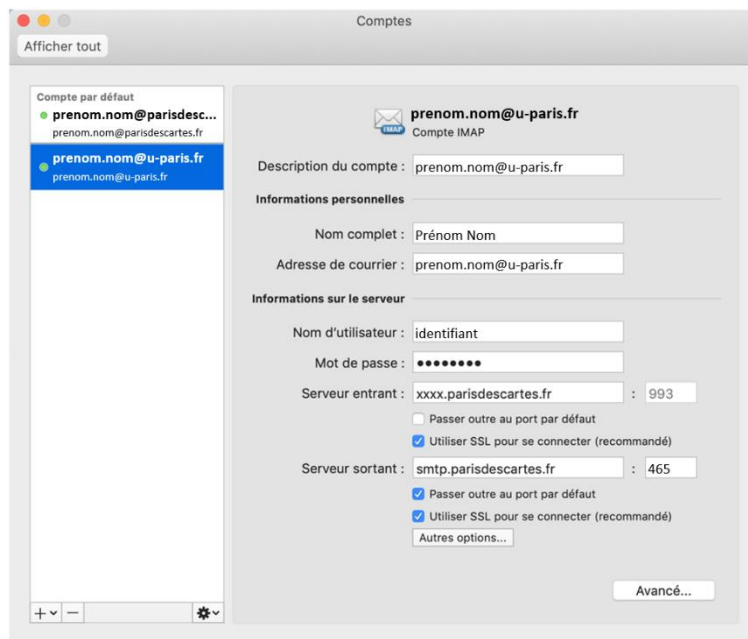 Comptes
Afficher tout
Compte par défaut
prenom.nom@parisdesc...
prenom.nom@parisdescartes.fr
prenom.nom@u-paris.fr
prenom.nom@u-paris.fr
prenom.nom@u-paris.fr
IMAP
Compte IMAP
Description du compte : prenom.nom@u-paris.fr
Informations personnelles
Nom complet : Prénom Nom
Adresse de courrier : prenom.nom@u-paris.fr
Informations sur le serveur
Nom d'utilisateur : identifiant
Mot de passe : ●●●●●●●●
Serveur entrant : xxxx.parisdescartes.fr : 993
Passer outre au port par défaut
Utiliser SSL pour se connecter (recommandé)
Serveur sortant : smtp.parisdescartes.fr : 465
Passer outre au port par défaut
Utiliser SSL pour se connecter (recommandé)
Autres options...
Avancé...